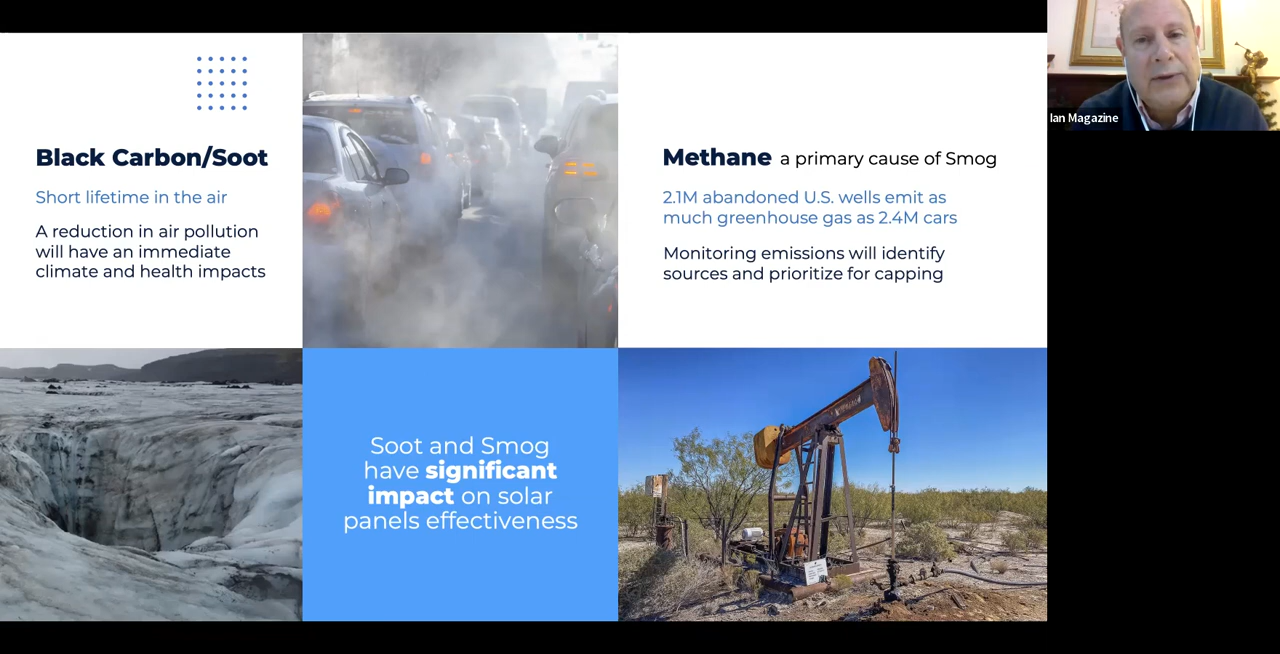 Black Carbon/Soot
Short lifetime in the air
A reduction in air pollution
will have an immediate
climate and health impacts
Methane a primary cause of Smog
2.1M abandoned U.S. wells emit as
much greenhouse gas as 2.4M cars
Monitoring emissions will identify
sources and prioritize for capping
Soot and Smog
have significant
impact on solar
panels effectiveness
Ian Magazine